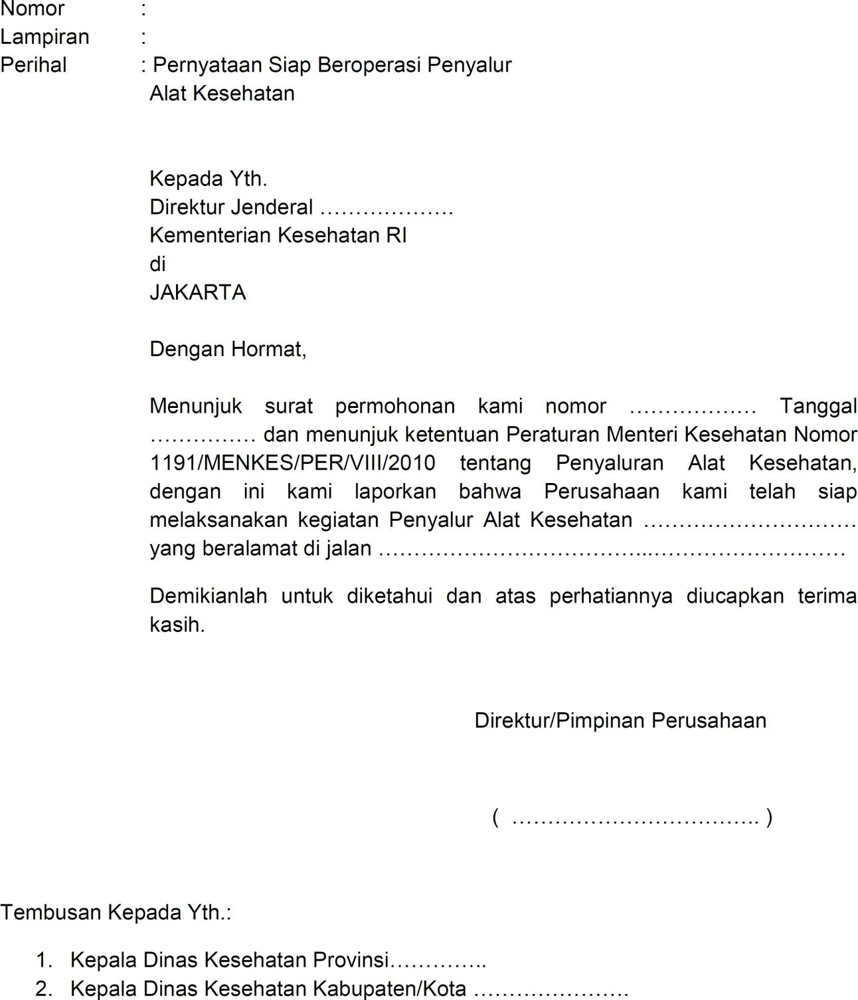 Nomor :
Lampiran :
Perihal : Pernyataan Siap Beroperasi Penyalur
Alat Kesehatan
Kepada Yth.
Direktur Jenderal ……………….
Kementerian Kesehatan RI
di
JAKARTA
Dengan Hormat,
Menunjuk surat permohonan kami nomor ……………… Tanggal
…………… dan menunjuk ketentuan Peraturan Menteri Kesehatan Nomor
1191/MENKES/PER/VIII/2010 tentang Penyaluran Alat Kesehatan,
dengan ini kami laporkan bahwa Perusahaan kami telah siap
melaksanakan kegiatan Penyalur Alat Kesehatan …………………………
yang beralamat di jalan ………………………………..………………………
Demikianlah untuk diketahui dan atas perhatiannya diucapkan terima
kasih.
Direktur/Pimpinan Perusahaan
( …………………………….. )
Tembusan Kepada Yth.:
1. Kepala Dinas Kesehatan Provinsi…………..
2. Kepala Dinas Kesehatan Kabupaten/Kota ………………….